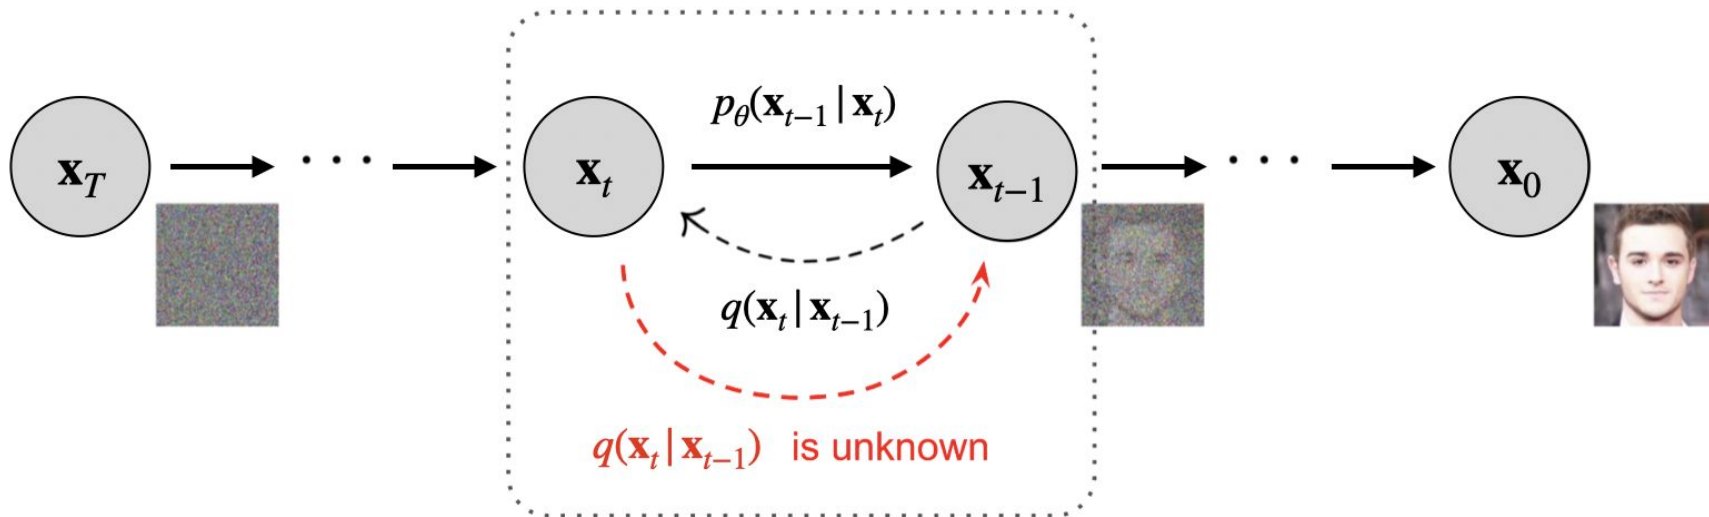 p_θ(x_{t−1} | x_t)
x_T → · · · → x_t → x_{t−1} → · · · → x_0
q(x_t | x_{t−1})
q(x_t | x_{t−1}) is unknown